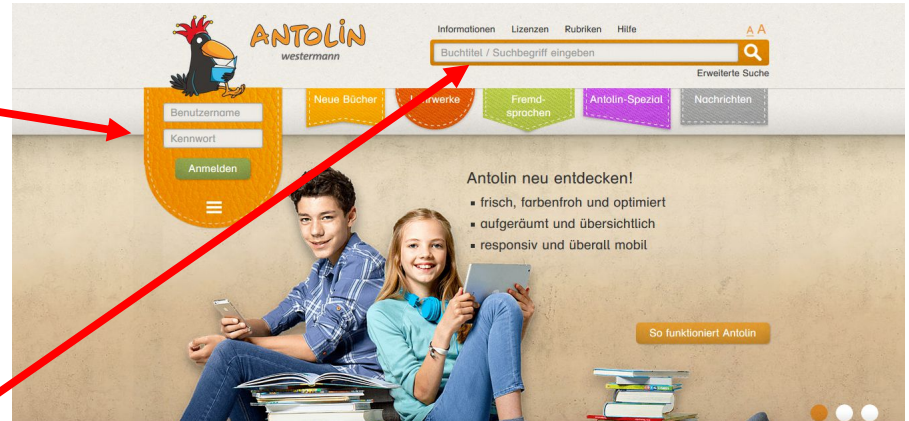 ANTOLiN
westermann
Informationen Lizenzen Rubriken Hilfe A A
Buchtitel / Suchbegriff eingeben
Erweiterte Suche
Neue Bücher
Fremd-
sprachen
Antolin-Spezial
Nachrichten
Benutzername
Kennwort
Anmelden
Antolin neu entdecken!
▪ frisch, farbenfroh und optimiert
▪ aufgeräumt und übersichtlich
▪ responsiv und überall mobil
So funktioniert Antolin